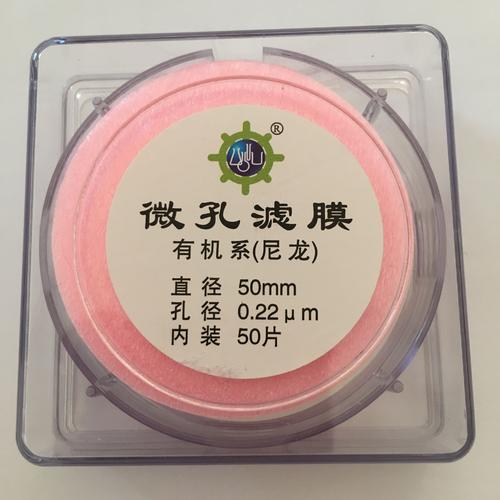 ®
微孔滤膜
有机系(尼龙)
直径 50mm
孔径 0.22μm
内装 50片